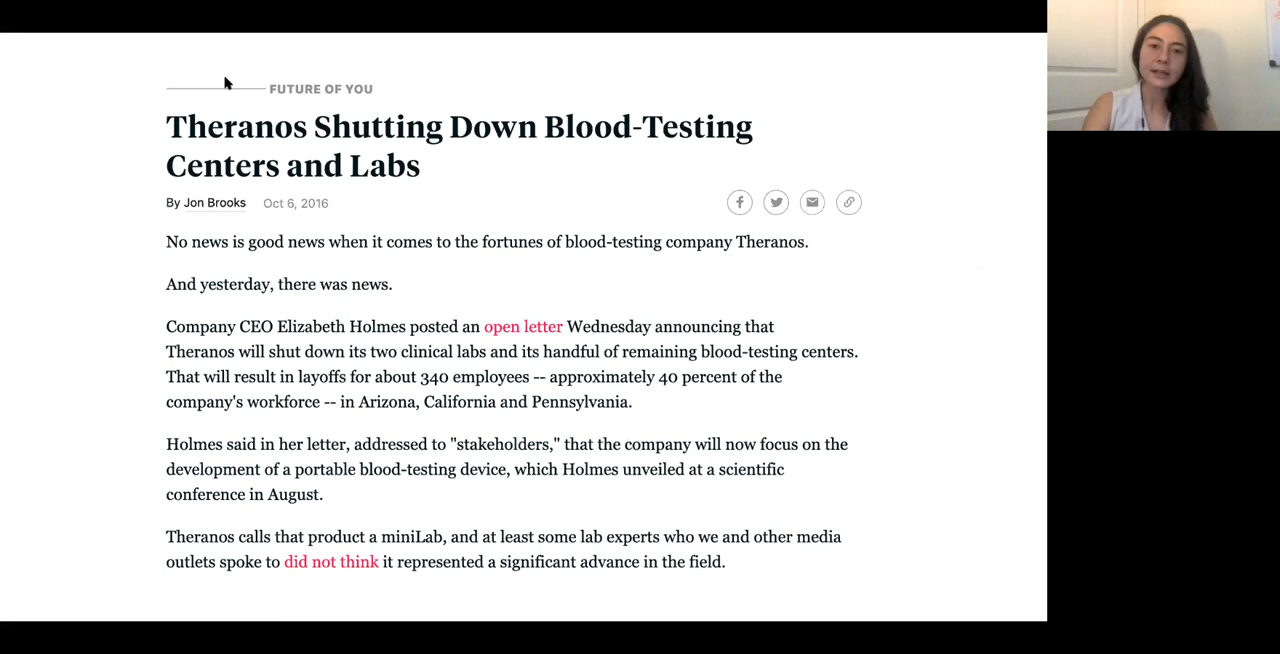 FUTURE OF YOU
Theranos Shutting Down Blood-Testing
Centers and Labs
By Jon Brooks Oct 6, 2016
No news is good news when it comes to the fortunes of blood-testing company Theranos.
And yesterday, there was news.
Company CEO Elizabeth Holmes posted an open letter Wednesday announcing that
Theranos will shut down its two clinical labs and its handful of remaining blood-testing centers.
That will result in layoffs for about 340 employees -- approximately 40 percent of the
company's workforce -- in Arizona, California and Pennsylvania.
Holmes said in her letter, addressed to "stakeholders," that the company will now focus on the
development of a portable blood-testing device, which Holmes unveiled at a scientific
conference in August.
Theranos calls that product a miniLab, and at least some lab experts who we and other media
outlets spoke to did not think it represented a significant advance in the field.